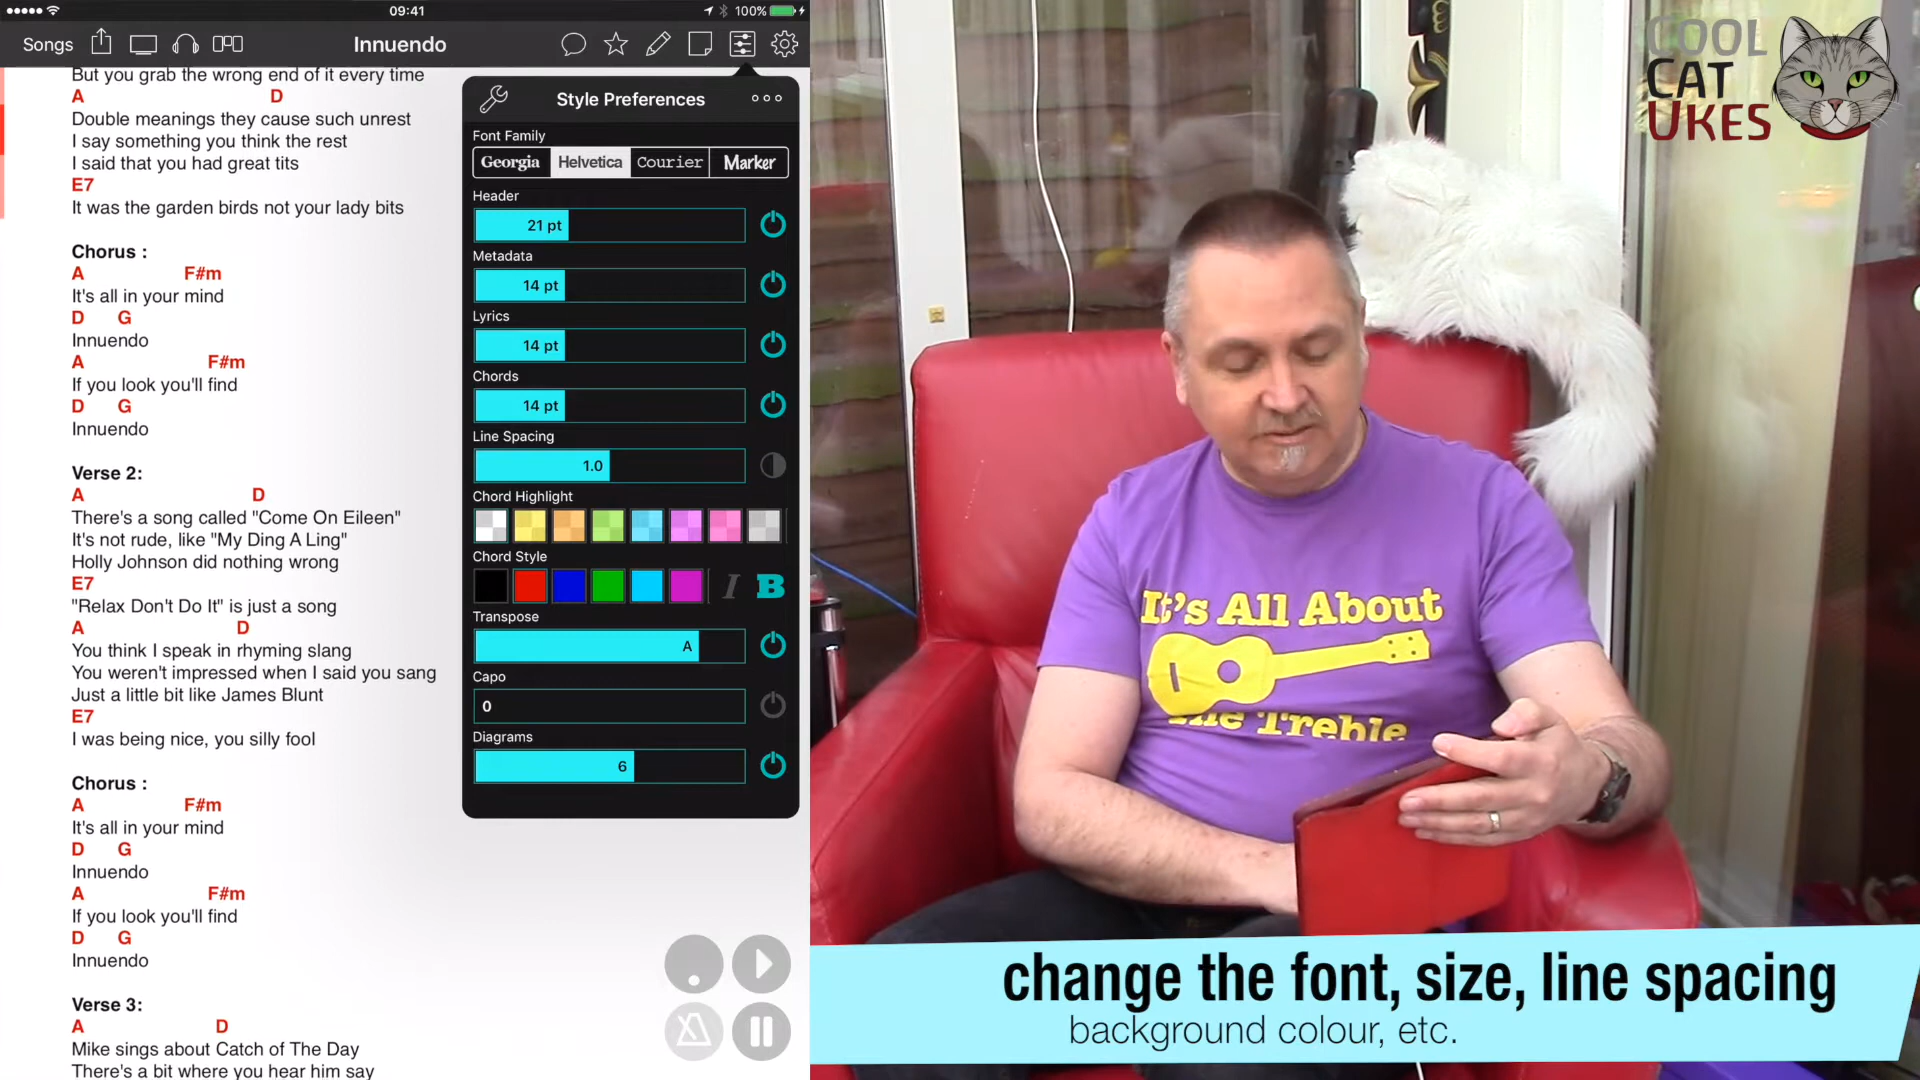 09:41
100%
Songs
Innuendo
But you grab the wrong end of it every time
A D
Double meanings they cause such unrest
I say something you think the rest
I said that you had great tits
E7
It was the garden birds not your lady bits
Chorus :
A F#m
It's all in your mind
D G
Innuendo
A F#m
If you look you'll find
D G
Innuendo
Verse 2:
A D
There's a song called "Come On Eileen"
It's not rude, like "My Ding A Ling"
Holly Johnson did nothing wrong
E7
"Relax Don't Do It" is just a song
A D
You think I speak in rhyming slang
You weren't impressed when I said you sang
Just a little bit like James Blunt
E7
I was being nice, you silly fool
Chorus :
A F#m
It's all in your mind
D G
Innuendo
A F#m
If you look you'll find
D G
Innuendo
Verse 3:
A D
Mike sings about Catch of The Day
There's a bit where you hear him say
Style Preferences
Font Family
Georgia Helvetica Courier Marker
Header
21 pt
Metadata
14 pt
Lyrics
14 pt
Chords
14 pt
Line Spacing
1.0
Chord Highlight
Chord Style
I B
Transpose
A
Capo
0
Diagrams
6
COOL
CAT
UKES
It's All About
The Treble
change the font, size, line spacing
background colour, etc.